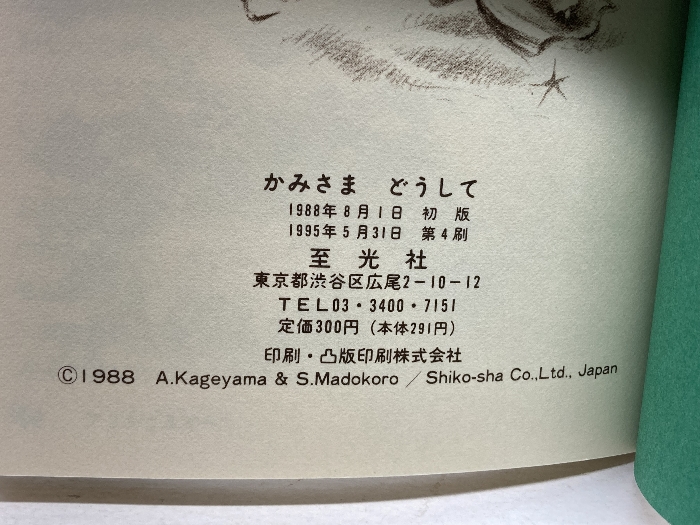 かみさま　どうして
1988年8月1日　初　版
1995年5月31日　第4刷
至　光　社
東京都渋谷区広尾2－10－12
ＴＥＬ03・3400・7151
定価300円（本体291円）
印刷・凸版印刷株式会社
©1988　A.Kageyama & S.Madokoro ／ Shiko-sha Co.,Ltd., Japan